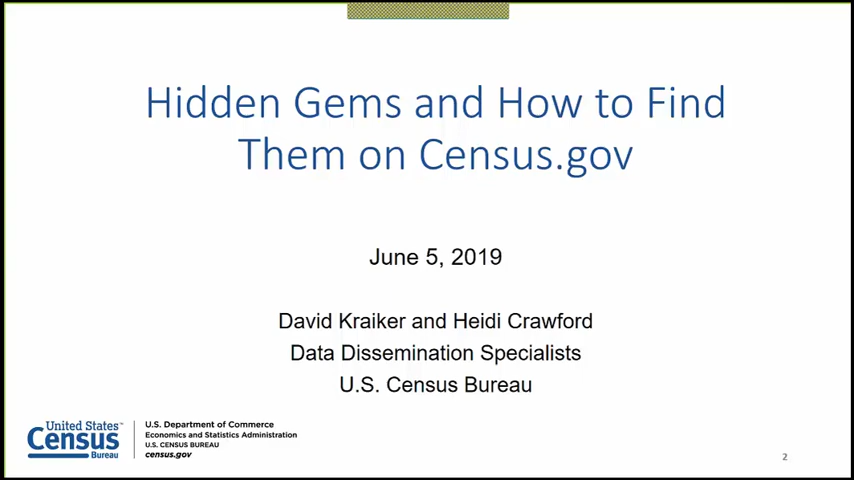 Hidden Gems and How to Find
Them on Census.gov
June 5, 2019
David Kraiker and Heidi Crawford
Data Dissemination Specialists
U.S. Census Bureau
United States™
Census
Bureau
U.S. Department of Commerce
Economics and Statistics Administration
U.S. CENSUS BUREAU
census.gov
2